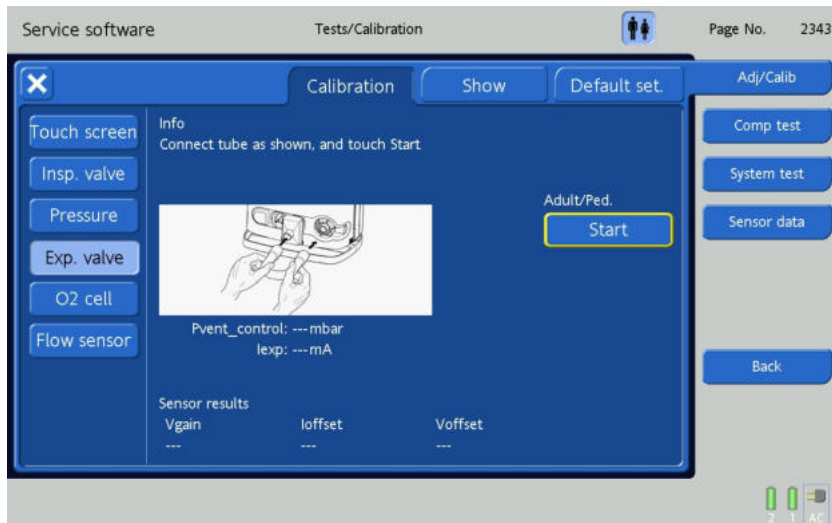 Service software Tests/Calibration Page No. 2343
Calibration Show Default set. Adj/Calib
Touch screen
Insp. valve
Pressure
Exp. valve
O2 cell
Flow sensor
Info
Connect tube as shown, and touch Start
Adult/Ped.
Start
Pvent_control: ---mbar
Iexp: ---mA
Sensor results
Vgain Ioffset Voffset
--- --- ---
Comp test
System test
Sensor data
Back
2 1 AC